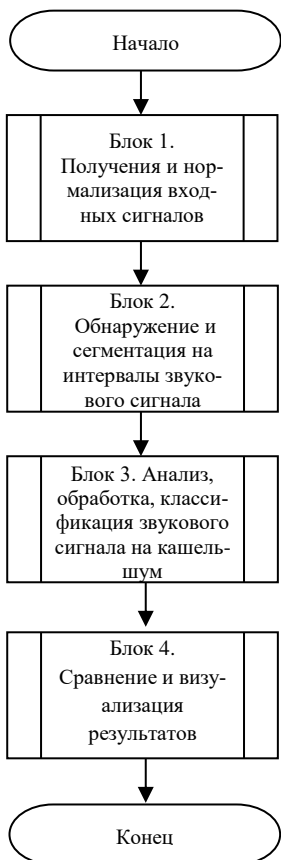 Начало
Блок 1.
Получения и нор-
мализация вход-
ных сигналов
Блок 2.
Обнаружение и
сегментация на
интервалы звуко-
вого сигнала
Блок 3. Анализ,
обработка, класси-
фикация звукового
сигнала на кашель-
шум
Блок 4.
Сравнение и визу-
ализация
результатов
Конец